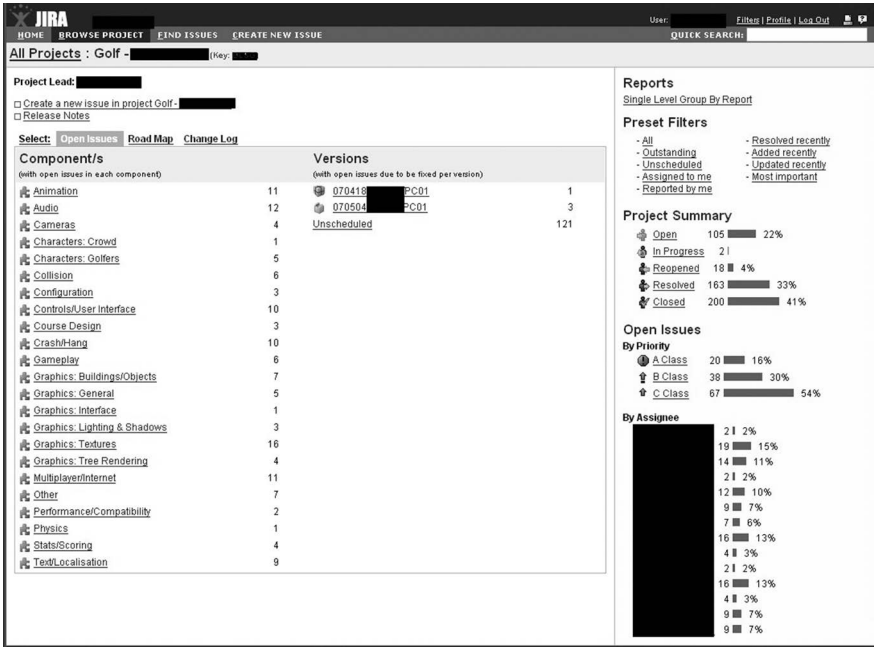 JIRA
User: Filters | Profile | Log Out
HOME BROWSE PROJECT FIND ISSUES CREATE NEW ISSUE QUICK SEARCH:
All Projects : Golf - (Key:
Project Lead:
Create a new issue in project Golf -
Release Notes
Select: Open Issues Road Map Change Log
Component/s
(with open issues in each component)
Animation 11
Audio 12
Cameras 4
Characters: Crowd 1
Characters: Golfers 5
Collision 6
Configuration 3
Controls/User Interface 10
Course Design 3
Crash/Hang 10
Gameplay 6
Graphics: Buildings/Objects 7
Graphics: General 5
Graphics: Interface 1
Graphics: Lighting & Shadows 3
Graphics: Textures 16
Graphics: Tree Rendering 4
Multiplayer/Internet 11
Other 7
Performance/Compatibility 2
Physics 1
Stats/Scoring 4
Text/Localisation 9
Versions
(with open issues due to be fixed per version)
070418 PC01 1
070504 PC01 3
Unscheduled 121
Reports
Single Level Group By Report
Preset Filters
- All - Resolved recently
- Outstanding - Added recently
- Unscheduled - Updated recently
- Assigned to me - Most important
- Reported by me
Project Summary
Open 105 22%
In Progress 2
Reopened 18 4%
Resolved 163 33%
Closed 200 41%
Open Issues
By Priority
A Class 20 16%
B Class 38 30%
C Class 67 54%
By Assignee
2 2%
19 15%
14 11%
2 2%
12 10%
9 7%
7 6%
16 13%
4 3%
2 2%
16 13%
4 3%
9 7%
9 7%